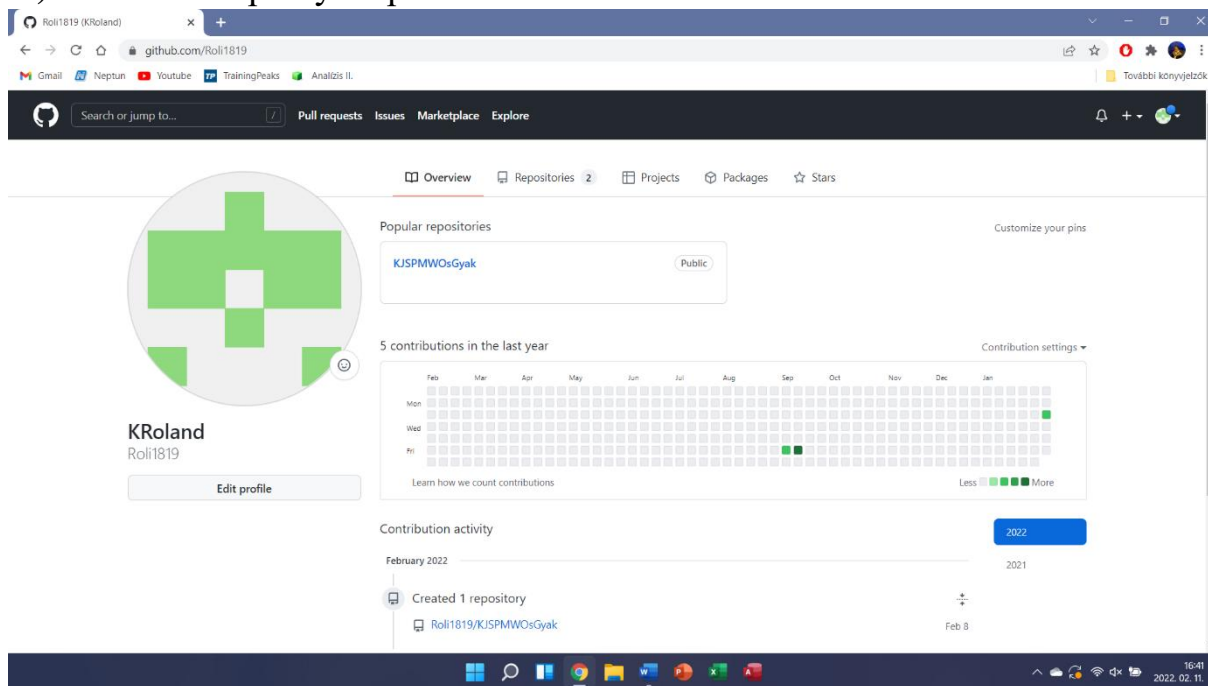 Roli1819 (KRoland)
github.com/Roli1819
Gmail Neptun Youtube TrainingPeaks Analízis II. További könyvjelzők
Search or jump to... / Pull requests Issues Marketplace Explore
Overview Repositories 2 Projects Packages Stars
Popular repositories Customize your pins
KJSPMWOsGyak Public
5 contributions in the last year Contribution settings
Feb Mar Apr May Jun Jul Aug Sep Oct Nov Dec Jan
Mon
Wed
Fri
Learn how we count contributions Less More
KRoland
Roli1819
Edit profile
Contribution activity 2022
February 2022 2021
Created 1 repository
Roli1819/KJSPMWOsGyak Feb 8
16:41
2022. 02. 11.